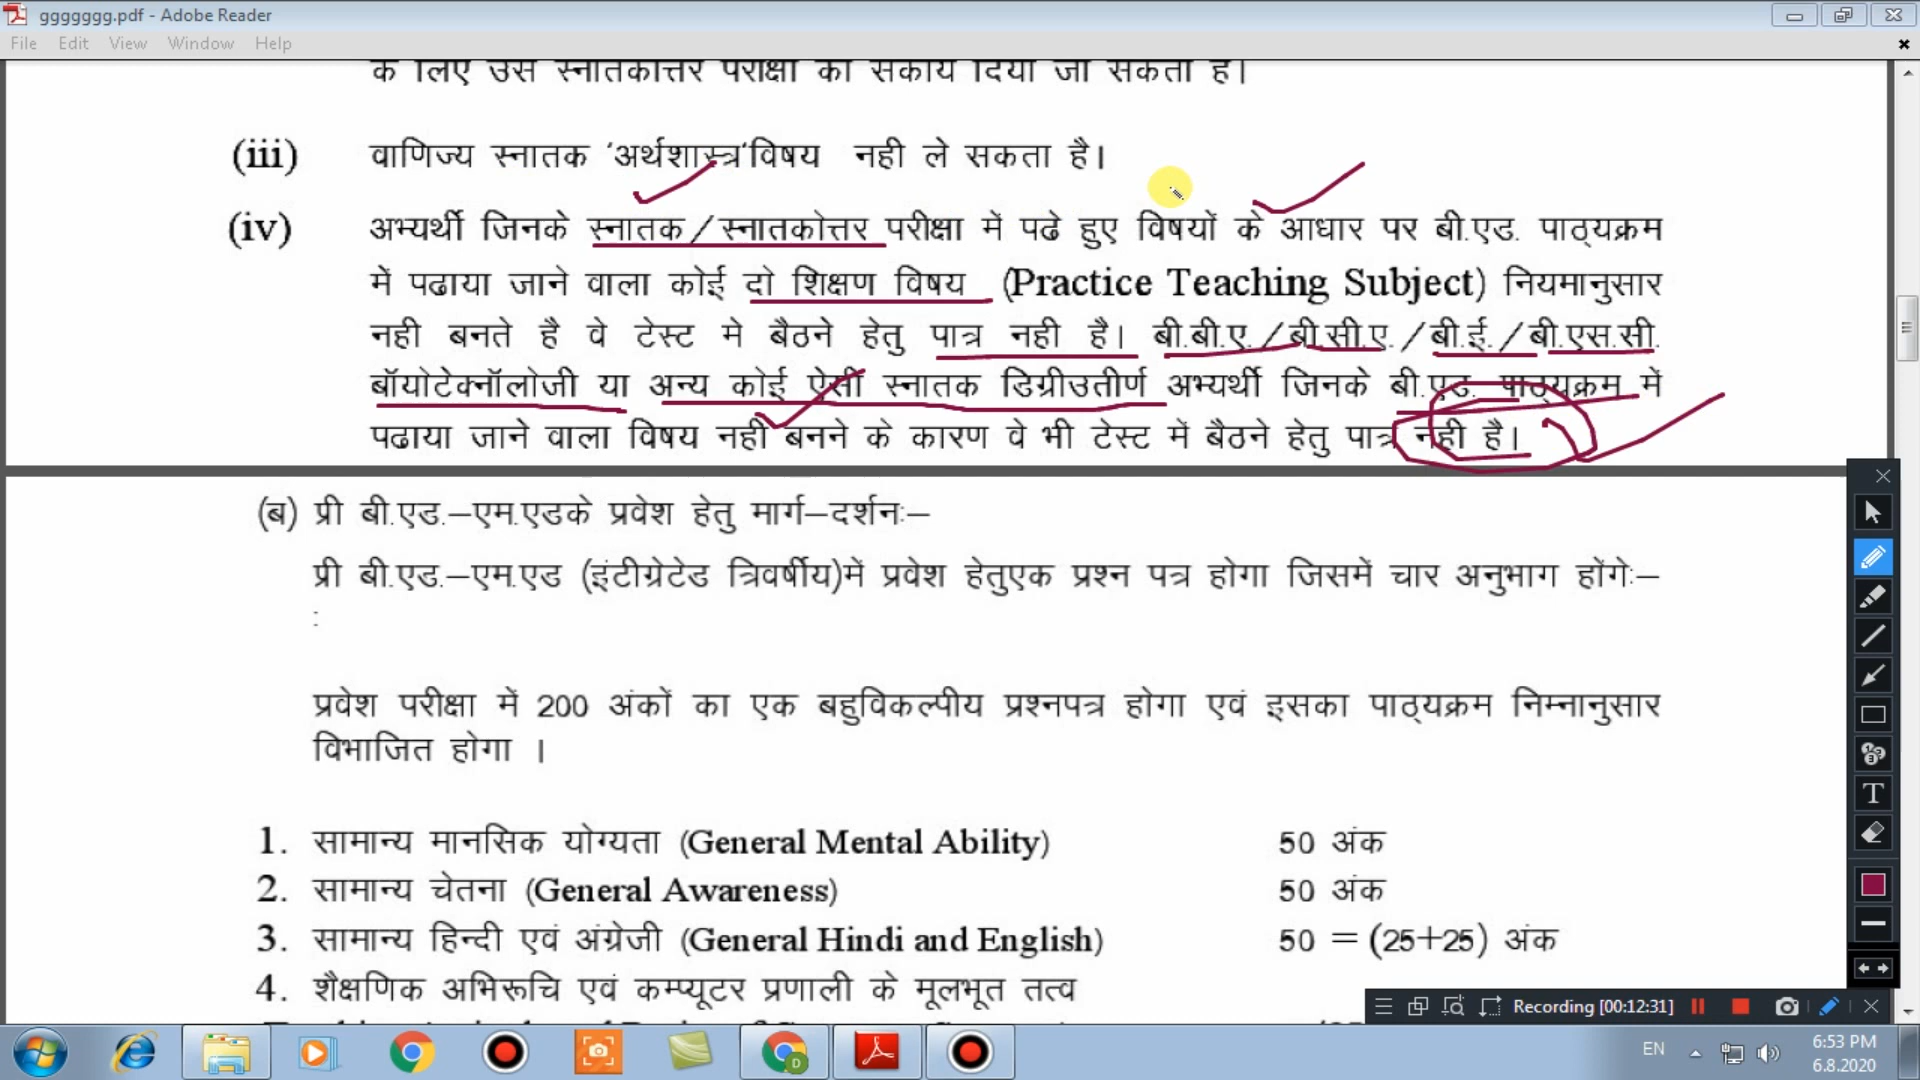 ggggggg.pdf - Adobe Reader
File Edit View Window Help
के लिए उस स्नातकोत्तर परीक्षा का संकाय दिया जा सकता है।
(iii) वाणिज्य स्नातक 'अर्थशास्त्र'विषय नही ले सकता है।
(iv) अभ्यर्थी जिनके स्नातक/स्नातकोत्तर परीक्षा में पढे हुए विषयों के आधार पर बी.एड. पाठ्यक्रम
में पढाया जाने वाला कोई दो शिक्षण विषय (Practice Teaching Subject) नियमानुसार
नही बनते है वे टेस्ट मे बैठने हेतु पात्र नही है। बी.बी.ए./बी.सी.ए./बी.ई./बी.एस.सी.
बॉयोटेक्नॉलोजी या अन्य कोई ऐसी स्नातक डिग्रीउतीर्ण अभ्यर्थी जिनके बी.एड. पाठ्यक्रम में
पढाया जाने वाला विषय नही बनने के कारण वे भी टेस्ट में बैठने हेतु पात्र नही है।
(ब) प्री बी.एड.–एम.एडके प्रवेश हेतु मार्ग–दर्शनः–
प्री बी.एड.–एम.एड (इंटीग्रेटेड त्रिवर्षीय)में प्रवेश हेतुएक प्रश्न पत्र होगा जिसमें चार अनुभाग होंगेः–
:
प्रवेश परीक्षा में 200 अंकों का एक बहुविकल्पीय प्रश्नपत्र होगा एवं इसका पाठ्यक्रम निम्नानुसार
विभाजित होगा ।
1. सामान्य मानसिक योग्यता (General Mental Ability) 50 अंक
2. सामान्य चेतना (General Awareness) 50 अंक
3. सामान्य हिन्दी एवं अंग्रेजी (General Hindi and English) 50 = (25+25) अंक
4. शैक्षणिक अभिरूचि एवं कम्प्यूटर प्रणाली के मूलभूत तत्व
Recording [00:12:31]
EN
6:53 PM
6.8.2020